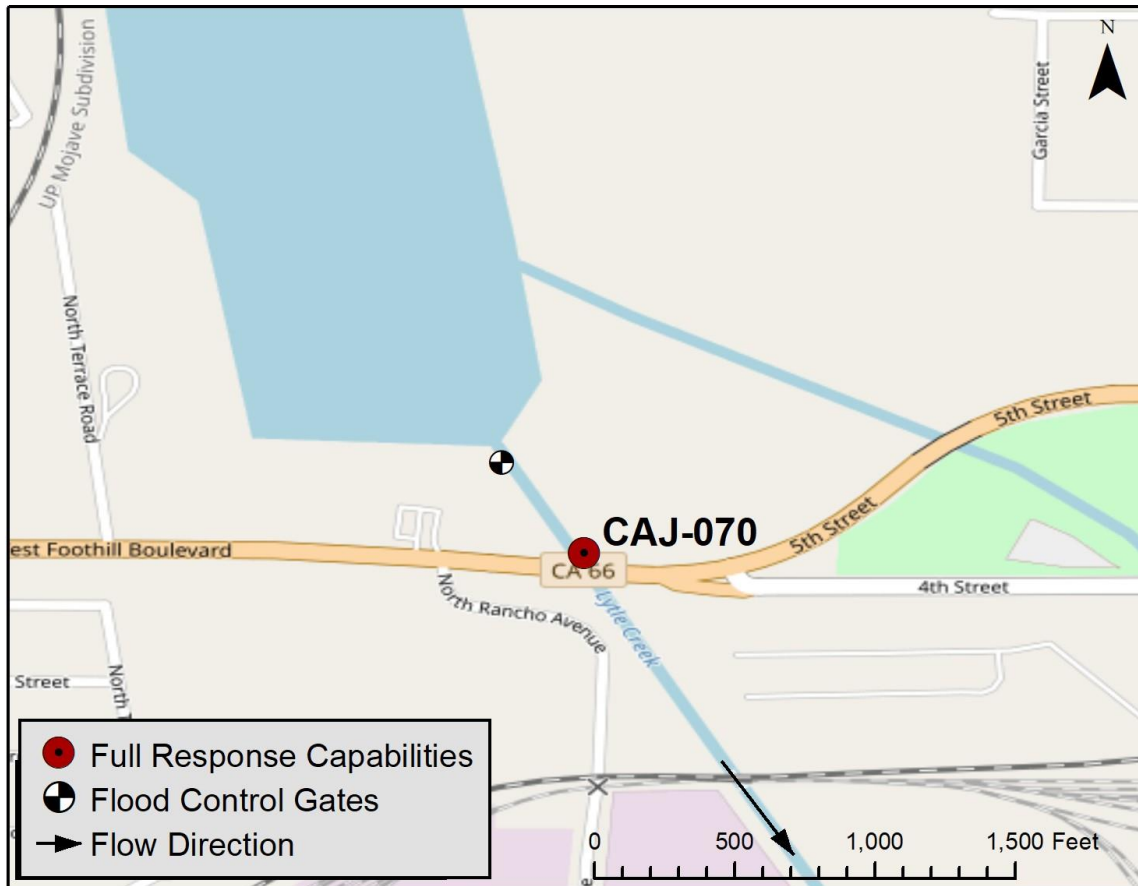 N
UP Mojave Subdivision
Garcia Street
North Terrace Road
5th Street
5th Street
CAJ-070
est Foothill Boulevard
CA 66
4th Street
North Rancho Avenue
Lytle Creek
Street
North T
Full Response Capabilities
Flood Control Gates
Flow Direction
0 500 1,000 1,500 Feet